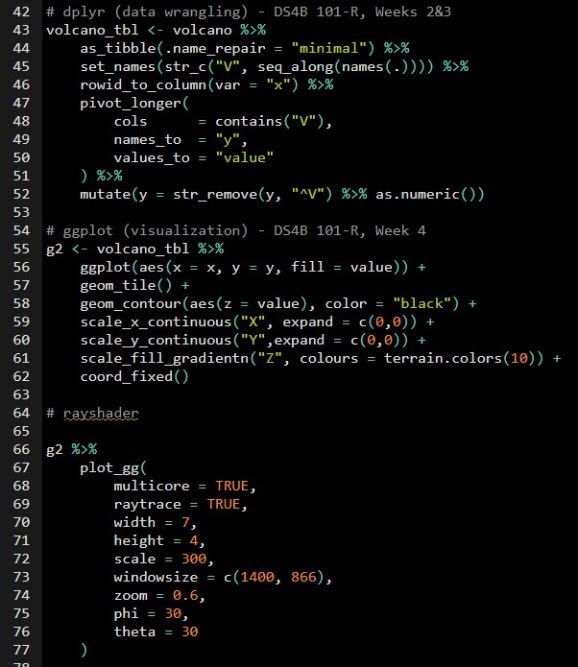 42 # dplyr (data wrangling) - DS4B 101-R, Weeks 2&3
43 volcano_tbl <- volcano %>%
44     as_tibble(.name_repair = "minimal") %>%
45     set_names(str_c("V", seq_along(names(.)))) %>%
46     rowid_to_column(var = "x") %>%
47     pivot_longer(
48         cols      = contains("V"),
49         names_to  = "y",
50         values_to = "value"
51     ) %>%
52     mutate(y = str_remove(y, "^V") %>% as.numeric())
53
54 # ggplot (visualization) - DS4B 101-R, Week 4
55 g2 <- volcano_tbl %>%
56     ggplot(aes(x = x, y = y, fill = value)) +
57     geom_tile() +
58     geom_contour(aes(z = value), color = "black") +
59     scale_x_continuous("X", expand = c(0,0)) +
60     scale_y_continuous("Y",expand = c(0,0)) +
61     scale_fill_gradientn("Z", colours = terrain.colors(10)) +
62     coord_fixed()
63
64 # rayshader
65
66 g2 %>%
67     plot_gg(
68         multicore = TRUE,
69         raytrace = TRUE,
70         width = 7,
71         height = 4,
72         scale = 300,
73         windowsize = c(1400, 866),
74         zoom = 0.6,
75         phi = 30,
76         theta = 30
77     )
78